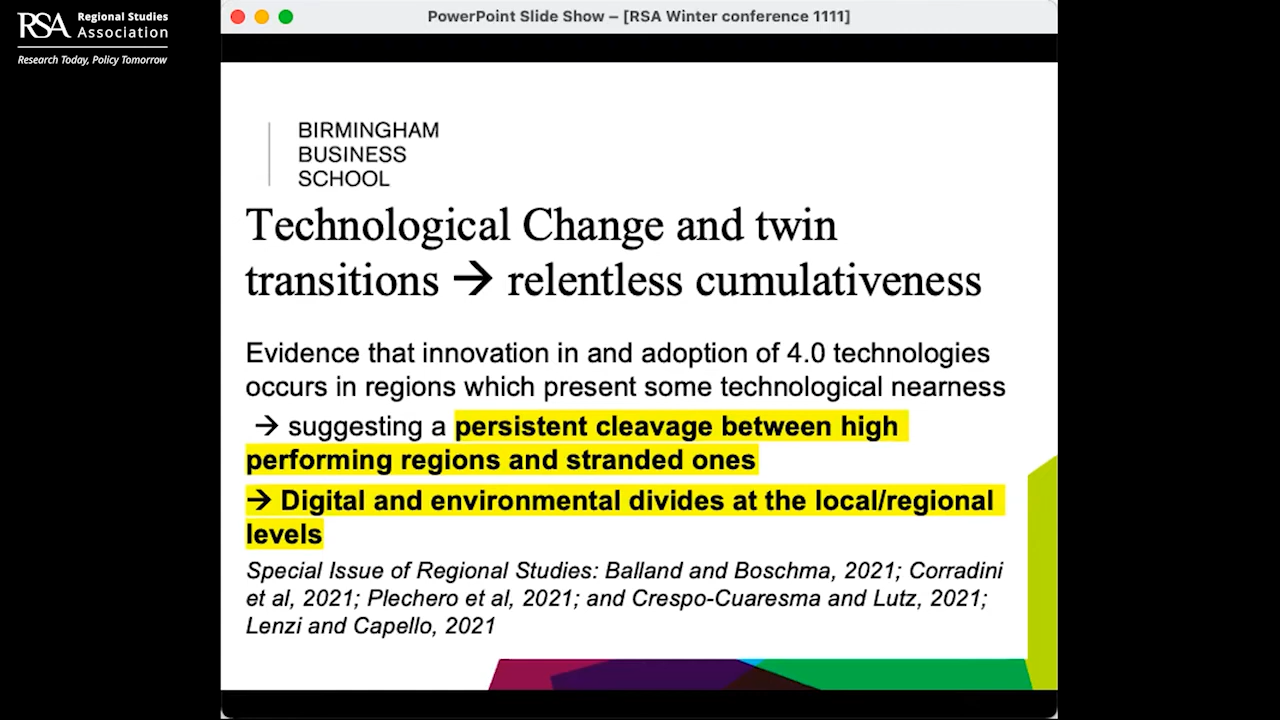 RSA Regional Studies
Association
Research Today, Policy Tomorrow
PowerPoint Slide Show – [RSA Winter conference 1111]
BIRMINGHAM
BUSINESS
SCHOOL
Technological Change and twin
transitions → relentless cumulativeness
Evidence that innovation in and adoption of 4.0 technologies
occurs in regions which present some technological nearness
→ suggesting a persistent cleavage between high
performing regions and stranded ones
→ Digital and environmental divides at the local/regional
levels
Special Issue of Regional Studies: Balland and Boschma, 2021; Corradini
et al, 2021; Plechero et al, 2021; and Crespo-Cuaresma and Lutz, 2021;
Lenzi and Capello, 2021